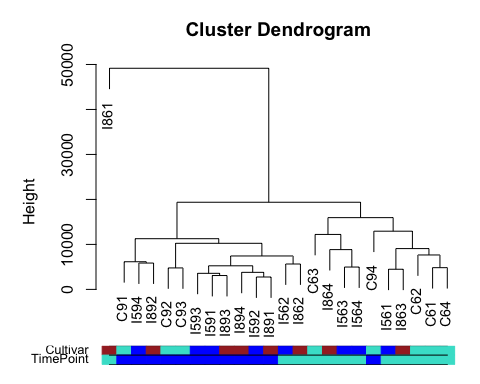 Cluster Dendrogram
Height
50000
30000
10000
0
I861
C91
I594
I892
C92
C93
I593
I591
I893
I894
I592
I891
I562
I862
C63
I864
I563
I564
C94
I561
I863
C62
C61
C64
Cultivar
TimePoint